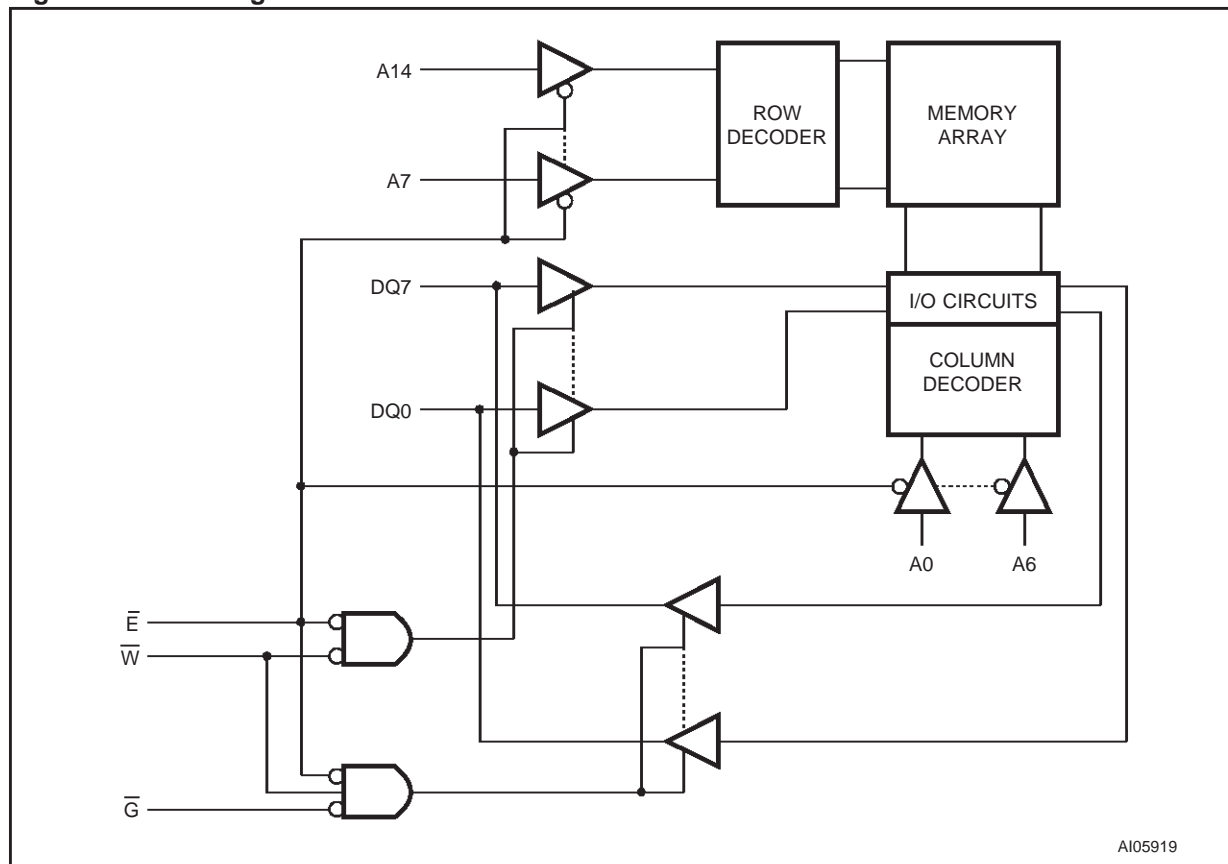 A14
ROW
DECODER
MEMORY
ARRAY
A7
DQ7
I/O CIRCUITS
COLUMN
DECODER
DQ0
A0
A6
E̅
W̅
G̅
AI05919